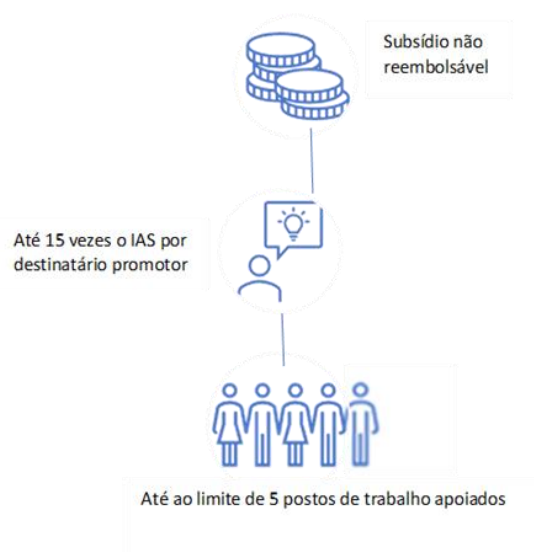 Subsídio não
reembolsável
Até 15 vezes o IAS por
destinatário promotor
Até ao limite de 5 postos de trabalho apoiados